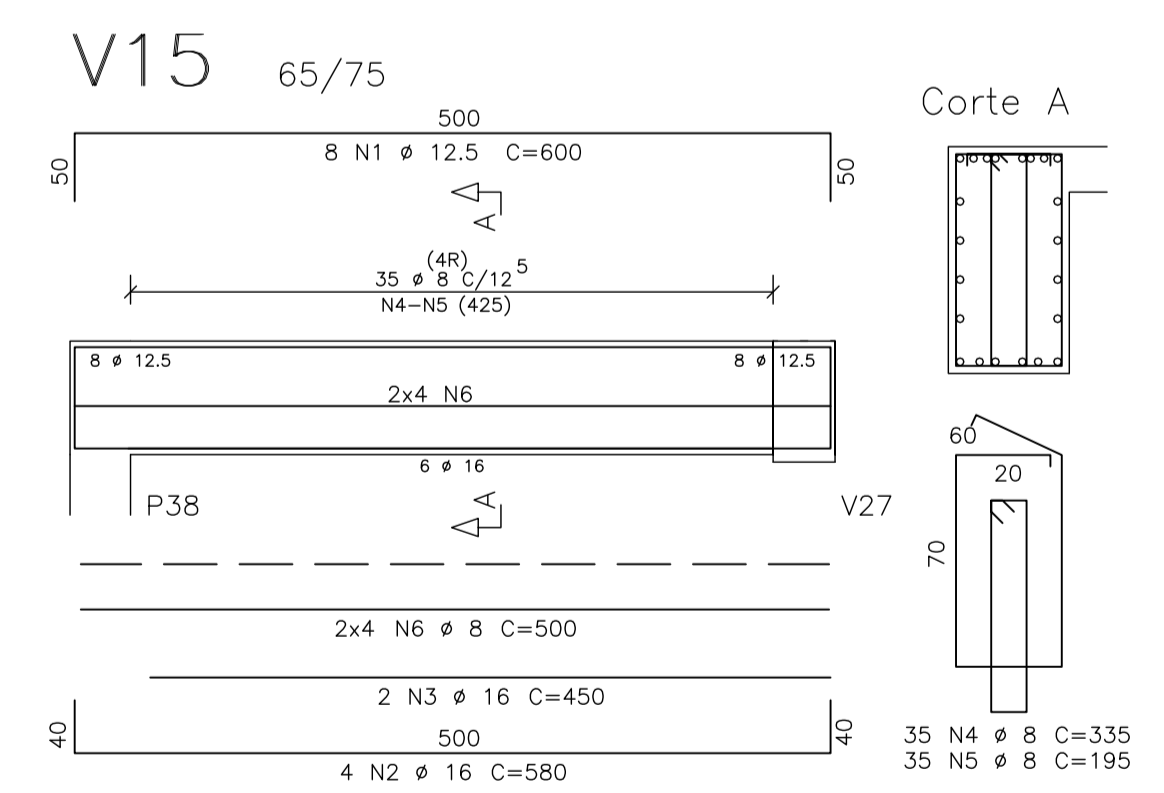 V15 65/75
Corte A
500
8 N1 ø 12.5 C=600
50
50
A
(4R)
35 ø 8 C/12⁵
N4-N5 (425)
8 ø 12.5
8 ø 12.5
2x4 N6
6 ø 16
P38
A
V27
2x4 N6 ø 8 C=500
2 N3 ø 16 C=450
40
500
40
4 N2 ø 16 C=580
60
20
70
35 N4 ø 8 C=335
35 N5 ø 8 C=195